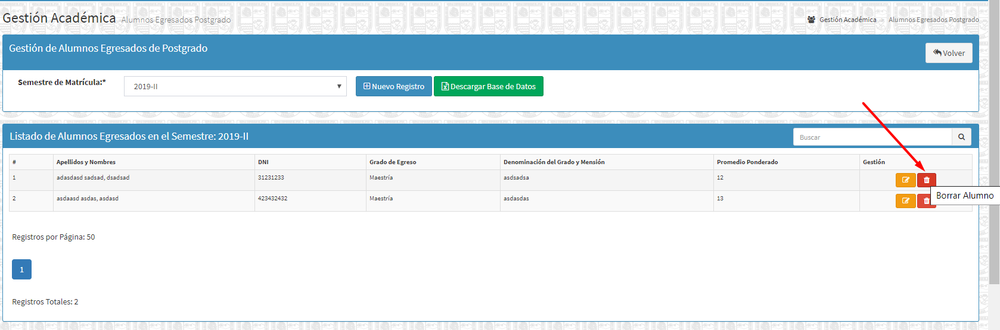 Gestión Académica Alumnos Egresados Postgrado
Gestión Académica > Alumnos Egresados Postgrado
Gestión de Alumnos Egresados de Postgrado
Volver
Semestre de Matrícula:* 2019-II Nuevo Registro Descargar Base de Datos
Listado de Alumnos Egresados en el Semestre: 2019-II Buscar
# Apellidos y Nombres DNI Grado de Egreso Denominación del Grado y Mensión Promedio Ponderado Gestión
1 adasdasd sadsad, dsadsad 31231233 Maestría asdsadsa 12
Borrar Alumno
2 asdaasd asdas, asdasd 423432432 Maestría asdasdas 13
Registros por Página: 50
1
Registros Totales: 2